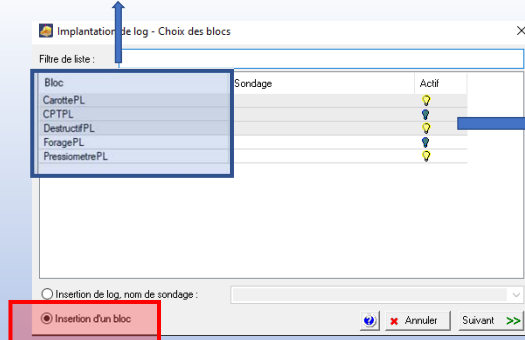 Implantation de log - Choix des blocs
Filtre de liste :
Bloc Sondage Actif
CarottePL
CPTPL
DestructifPL
ForagePL
PressiometrePL
Insertion de log, nom de sondage :
Insertion d'un bloc
Annuler Suivant >>